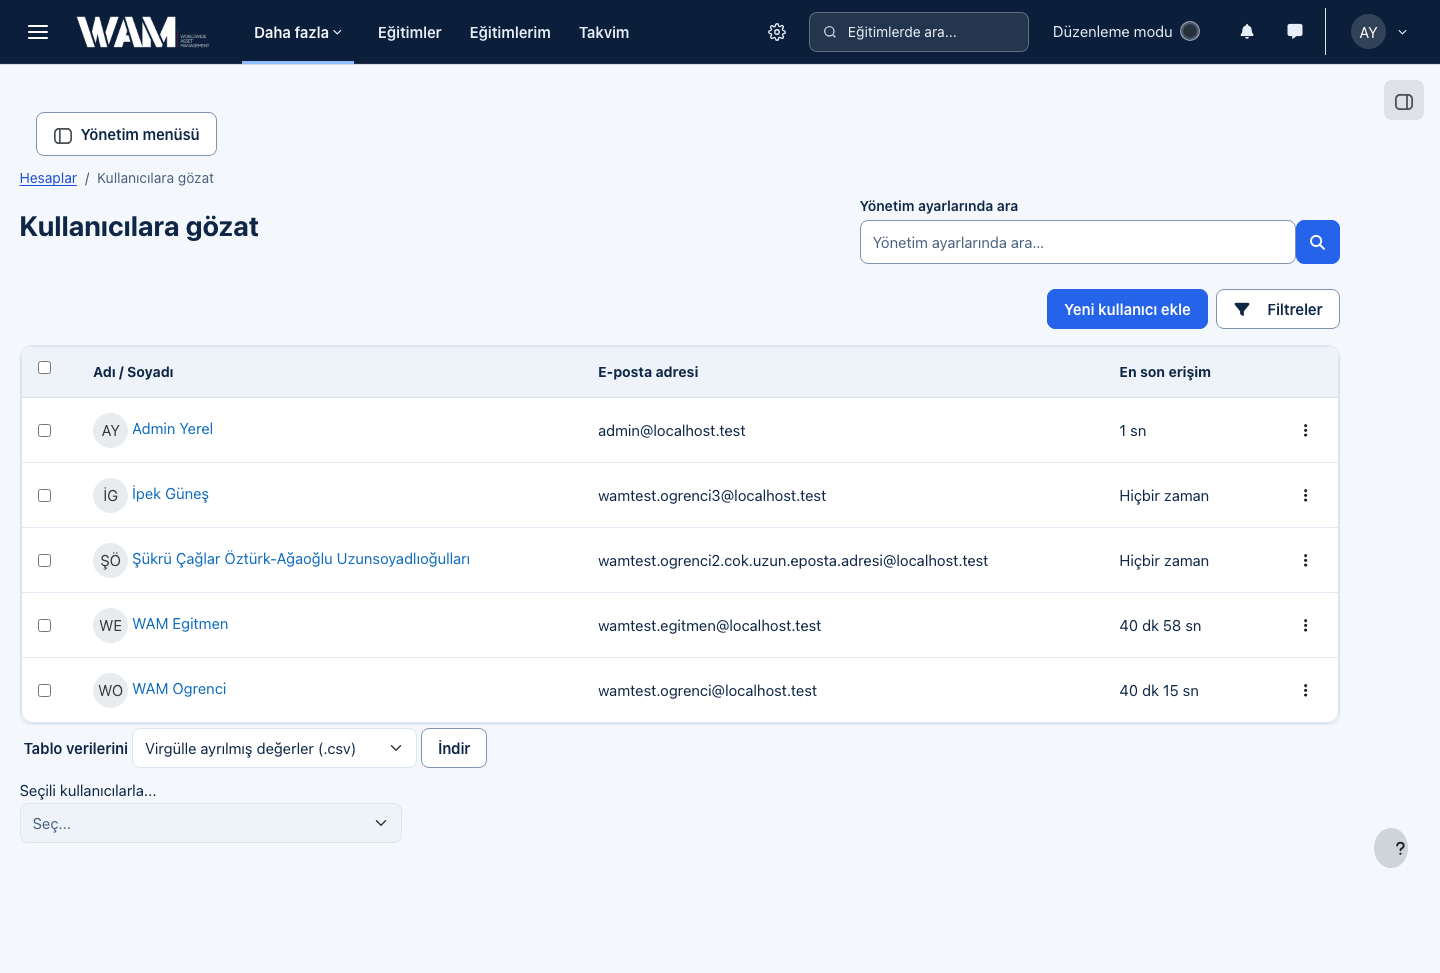 WAM WORLDWIDE ASSET MANAGEMENT
Daha fazla
Eğitimler
Eğitimlerim
Takvim
Eğitimlerde ara...
Düzenleme modu
AY
Yönetim menüsü
Hesaplar / Kullanıcılara gözat
Kullanıcılara gözat
Yönetim ayarlarında ara
Yönetim ayarlarında ara...
Yeni kullanıcı ekle
Filtreler
Adı / Soyadı
E-posta adresi
En son erişim
AY Admin Yerel
admin@localhost.test
1 sn
İG İpek Güneş
wamtest.ogrenci3@localhost.test
Hiçbir zaman
ŞÖ Şükrü Çağlar Öztürk-Ağaoğlu Uzunsoyadlıoğulları
wamtest.ogrenci2.cok.uzun.eposta.adresi@localhost.test
Hiçbir zaman
WE WAM Egitmen
wamtest.egitmen@localhost.test
40 dk 58 sn
WO WAM Ogrenci
wamtest.ogrenci@localhost.test
40 dk 15 sn
Tablo verilerini
Virgülle ayrılmış değerler (.csv)
İndir
Seçili kullanıcılarla...
Seç...
?